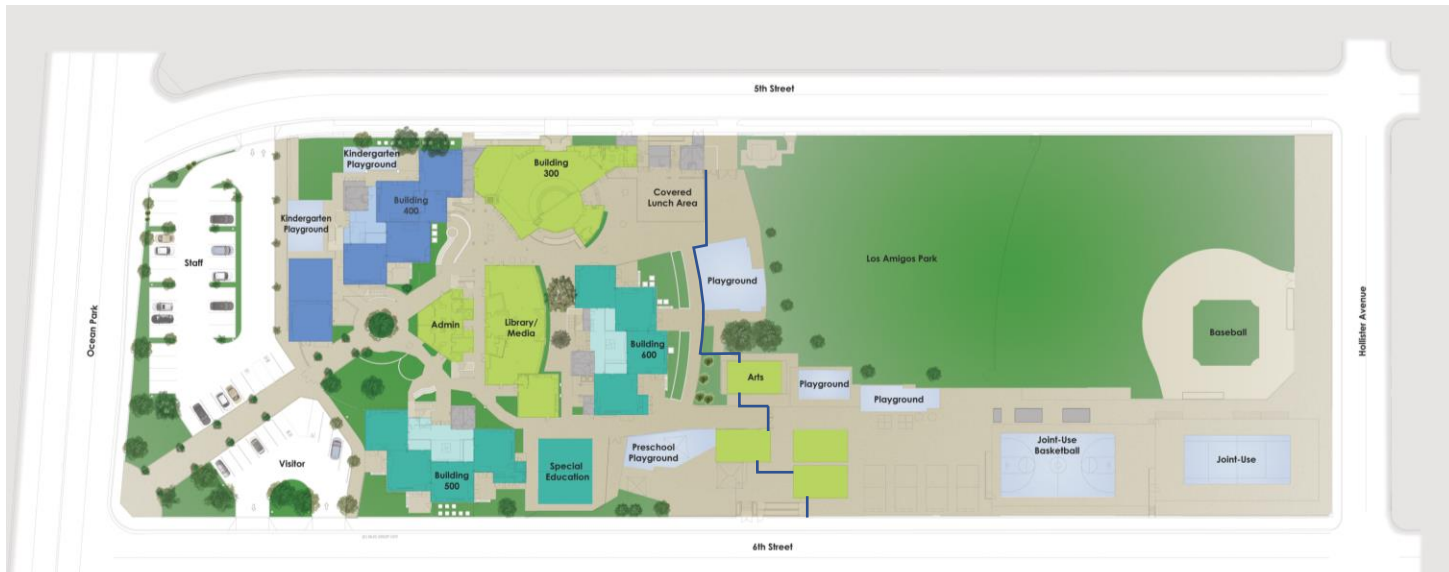 5th Street
Kindergarten
Playground
Building
300
Building
400
Covered
Lunch Area
Kindergarten
Playground
Staff
Playground
Los Amigos Park
Ocean Park
Hollister Avenue
Admin
Library/
Media
Building
600
Baseball
Arts
Playground
Playground
Visitor
Building
500
Special
Education
Preschool
Playground
Joint-Use
Basketball
Joint-Use
6th Street